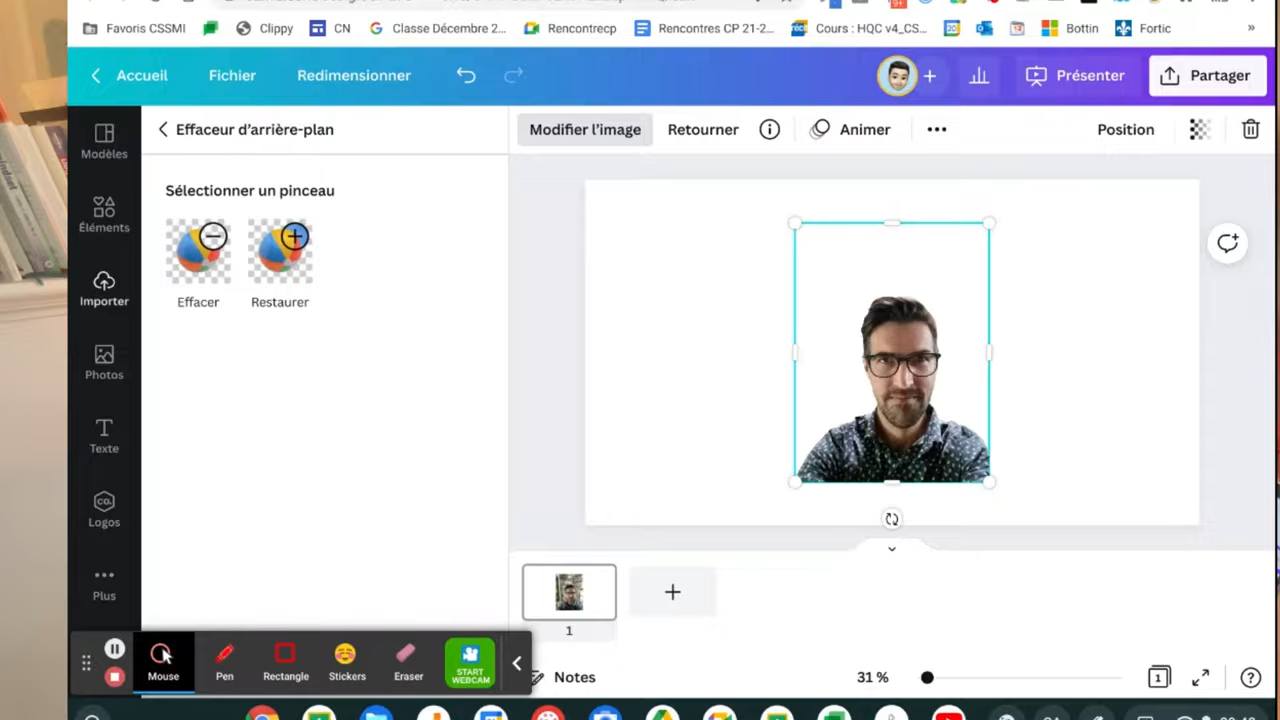 Favoris CSSMI
Clippy
CN
Classe Décembre 2...
Rencontrecp
Rencontres CP 21-2...
Cours : HQC v4_CS...
Bottin
Fortic
»
Accueil
Fichier
Redimensionner
Présenter
Partager
Effaceur d'arrière-plan
Modifier l'image
Retourner
Animer
Position
Modèles
Éléments
Importer
Photos
Texte
Logos
Plus
Sélectionner un pinceau
Effacer
Restaurer
1
Mouse
Pen
Rectangle
Stickers
Eraser
START
WEBCAM
Notes
31 %
1